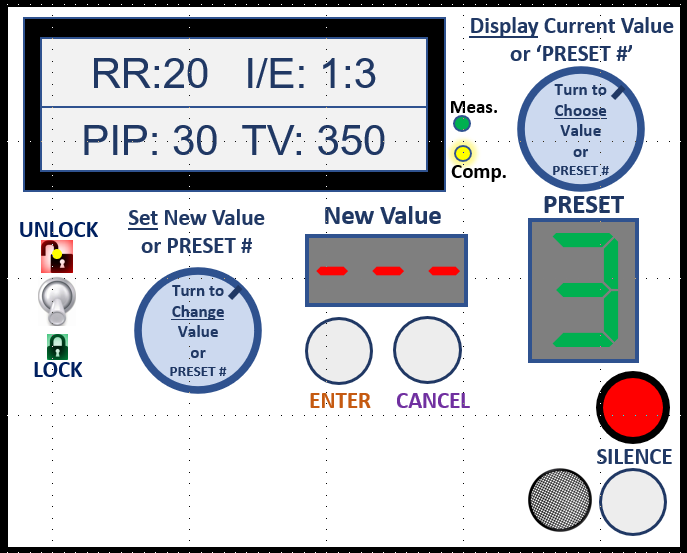 Display Current Value
or ‘PRESET #’
RR:20 I/E: 1:3
PIP: 30 TV: 350
Meas.
Comp.
Turn to
Choose
Value
or
PRESET #
PRESET
3
UNLOCK
LOCK
Set New Value
or PRESET #
Turn to
Change
Value
or
PRESET #
New Value
- - -
ENTER
CANCEL
SILENCE